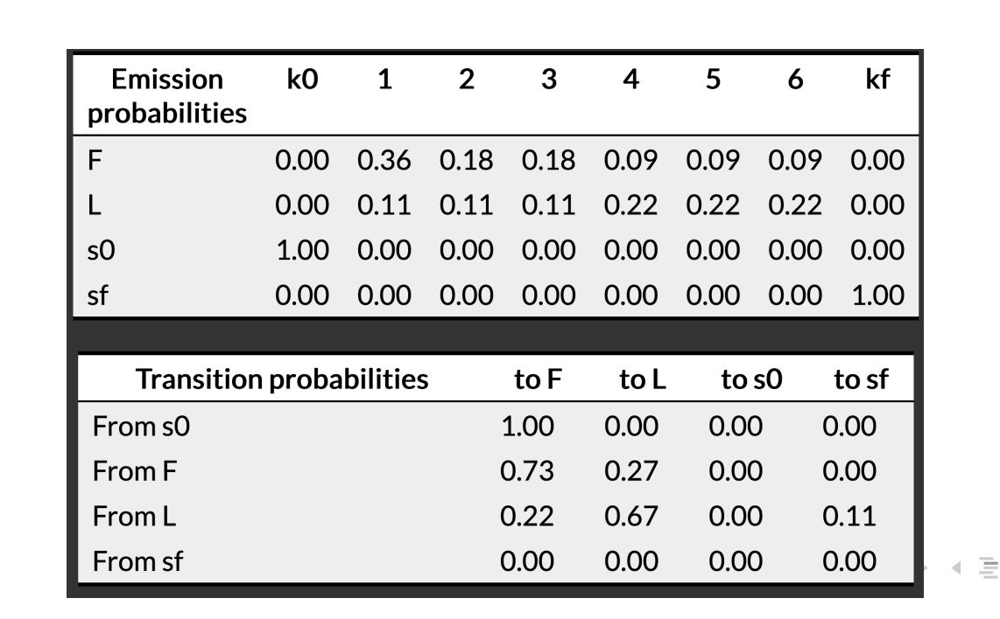 Emission k0 1 2 3 4 5 6 kf
probabilities
F 0.00 0.36 0.18 0.18 0.09 0.09 0.09 0.00
L 0.00 0.11 0.11 0.11 0.22 0.22 0.22 0.00
s0 1.00 0.00 0.00 0.00 0.00 0.00 0.00 0.00
sf 0.00 0.00 0.00 0.00 0.00 0.00 0.00 1.00
Transition probabilities to F to L to s0 to sf
From s0 1.00 0.00 0.00 0.00
From F 0.73 0.27 0.00 0.00
From L 0.22 0.67 0.00 0.11
From sf 0.00 0.00 0.00 0.00